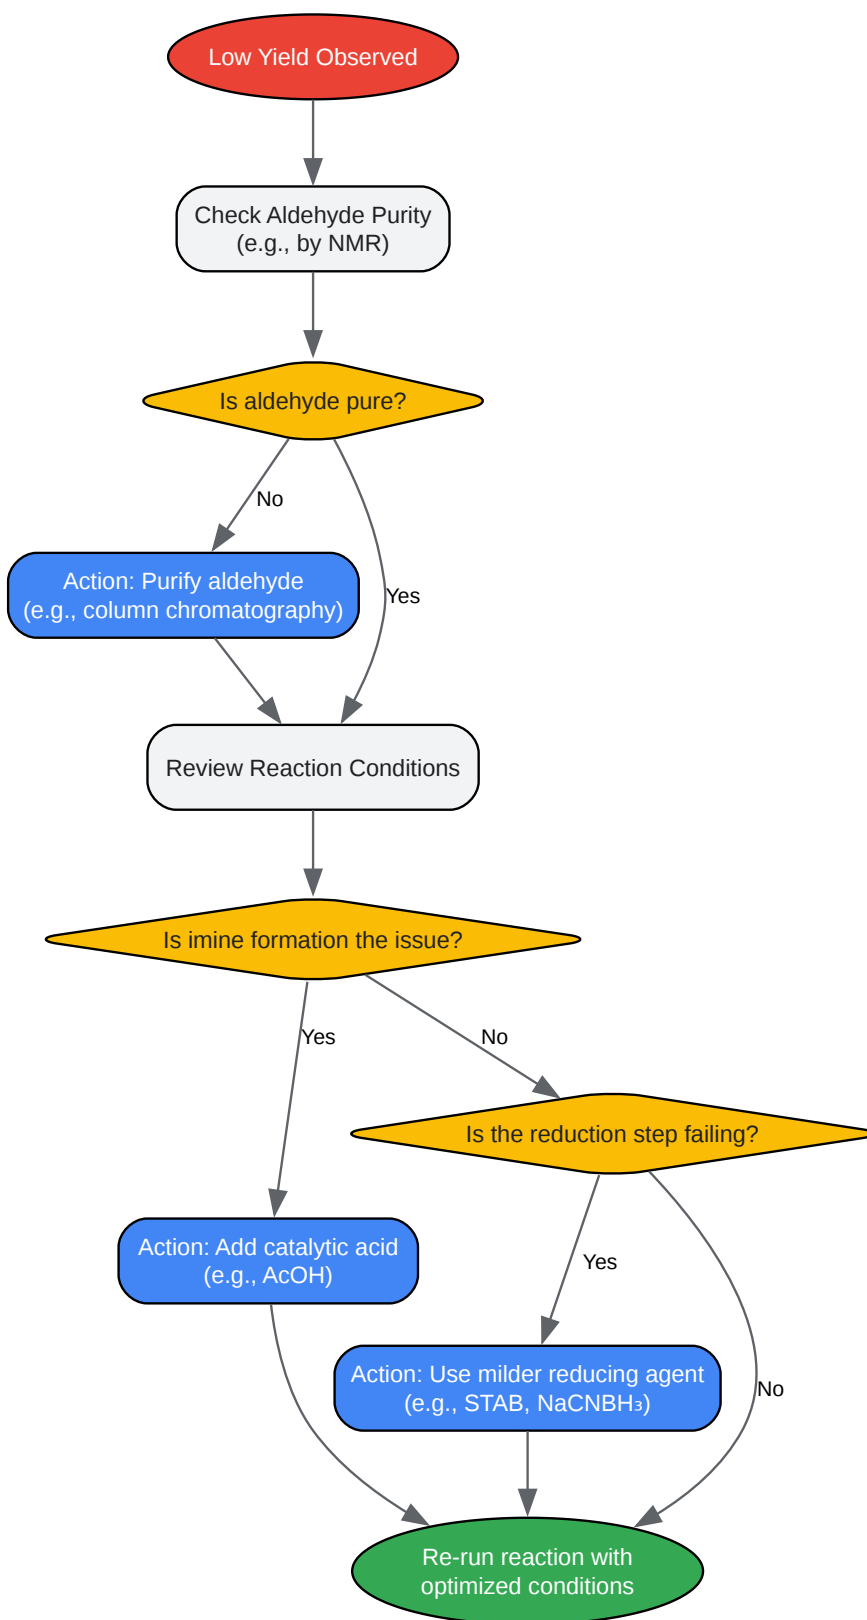 Low Yield Observed
Check Aldehyde Purity
(e.g., by NMR)
Is aldehyde pure?
No
Action: Purify aldehyde
(e.g., column chromatography)
Yes
Review Reaction Conditions
Is imine formation the issue?
Yes
No
Is the reduction step failing?
Action: Add catalytic acid
(e.g., AcOH)
Yes
Action: Use milder reducing agent
(e.g., STAB, NaCNBH₃)
No
Re-run reaction with
optimized conditions